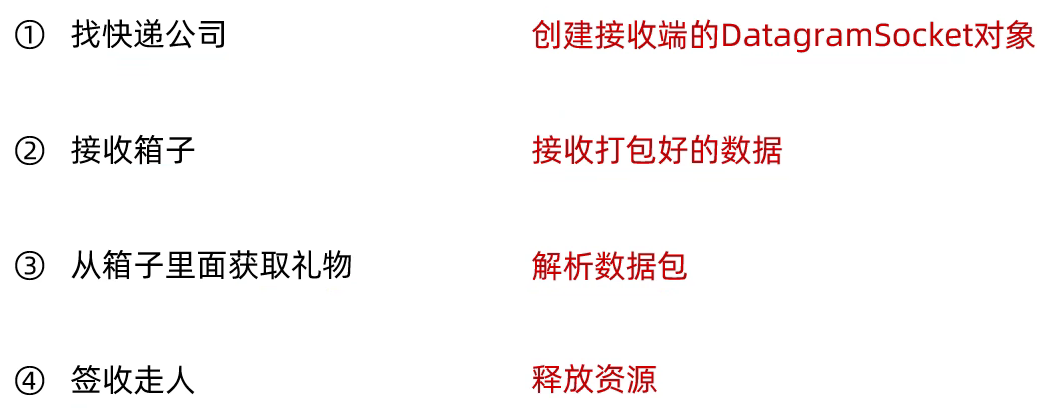 ① 找快递公司 创建接收端的DatagramSocket对象
② 接收箱子 接收打包好的数据
③ 从箱子里面获取礼物 解析数据包
④ 签收走人 释放资源